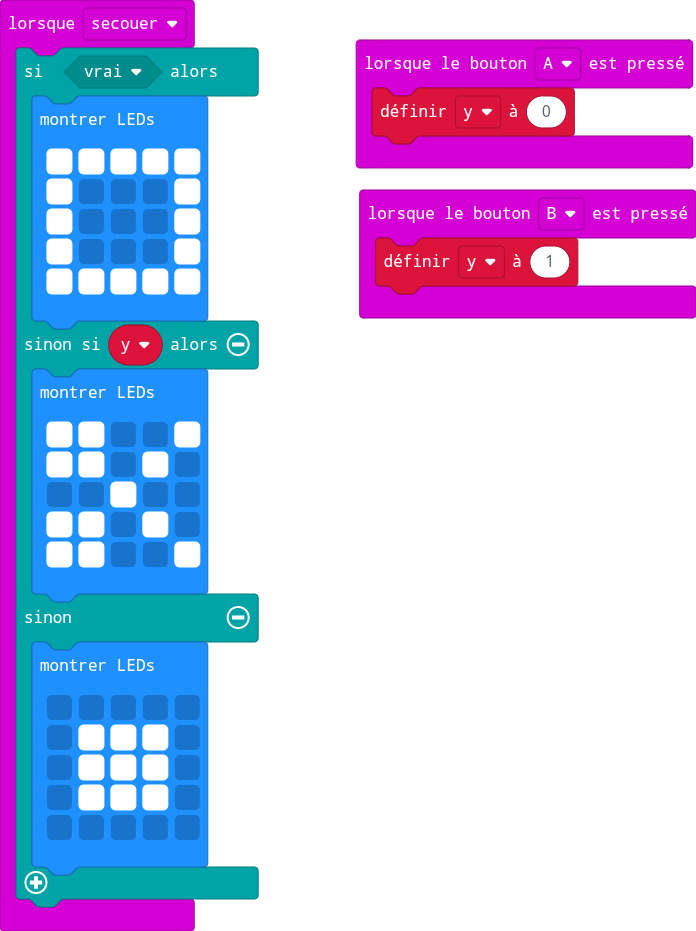 lorsque secouer
si vrai alors
montrer LEDs
sinon si y alors
montrer LEDs
sinon
montrer LEDs
lorsque le bouton A est pressé
définir y à 0
lorsque le bouton B est pressé
définir y à 1